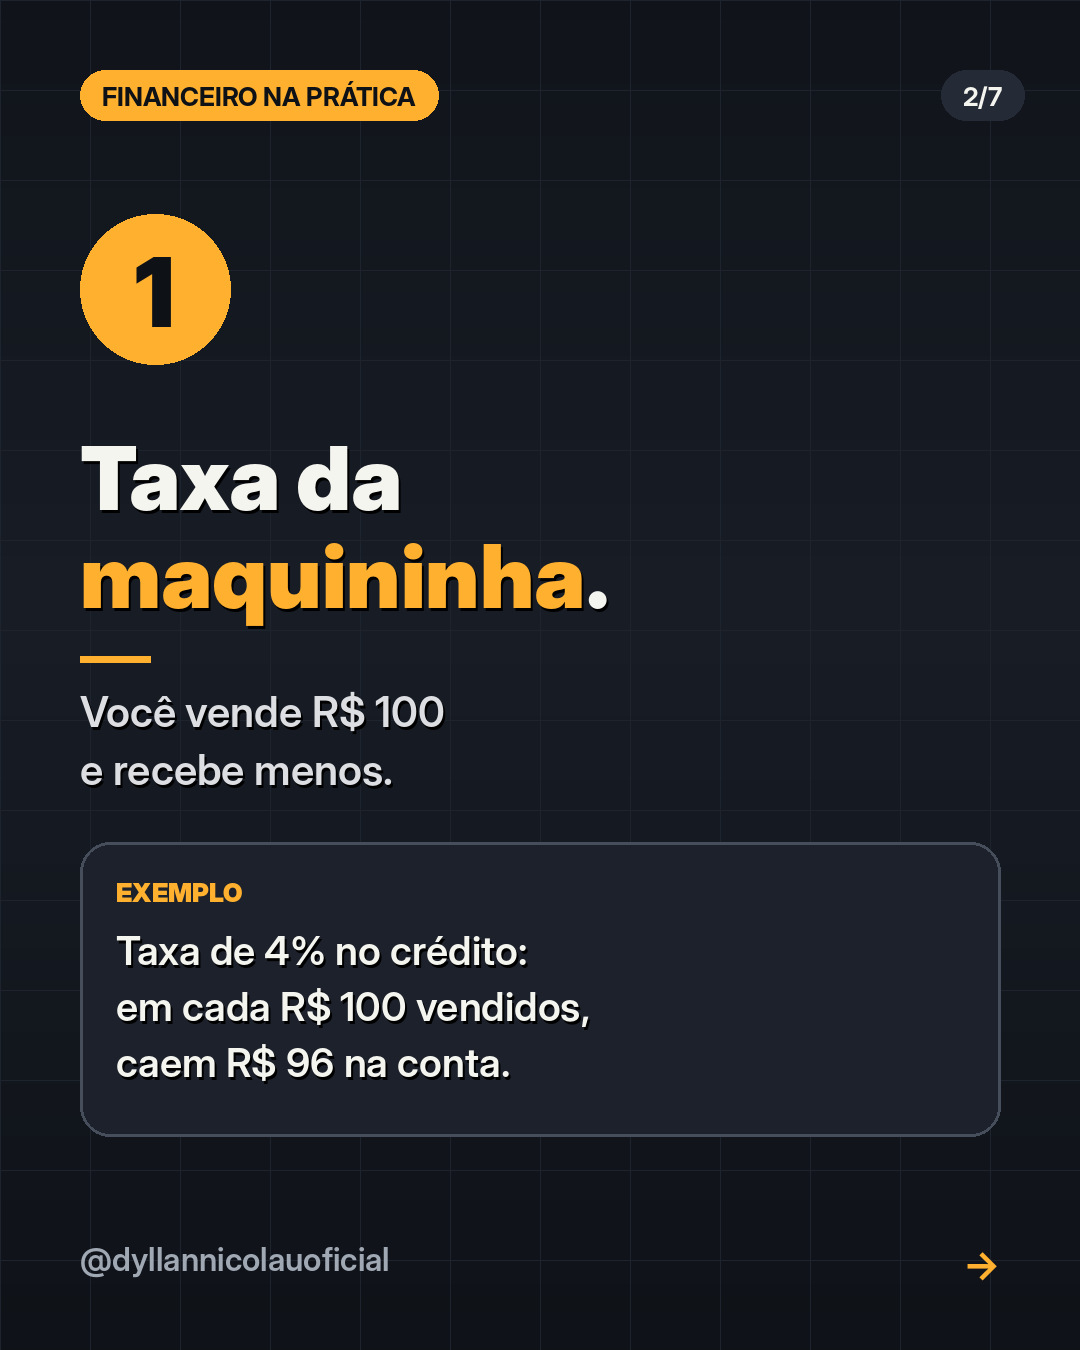 FINANCEIRO NA PRÁTICA
2/7
1
Taxa da
maquininha.
Você vende R$ 100
e recebe menos.
EXEMPLO
Taxa de 4% no crédito:
em cada R$ 100 vendidos,
caem R$ 96 na conta.
@dyllannicolauoficial
→